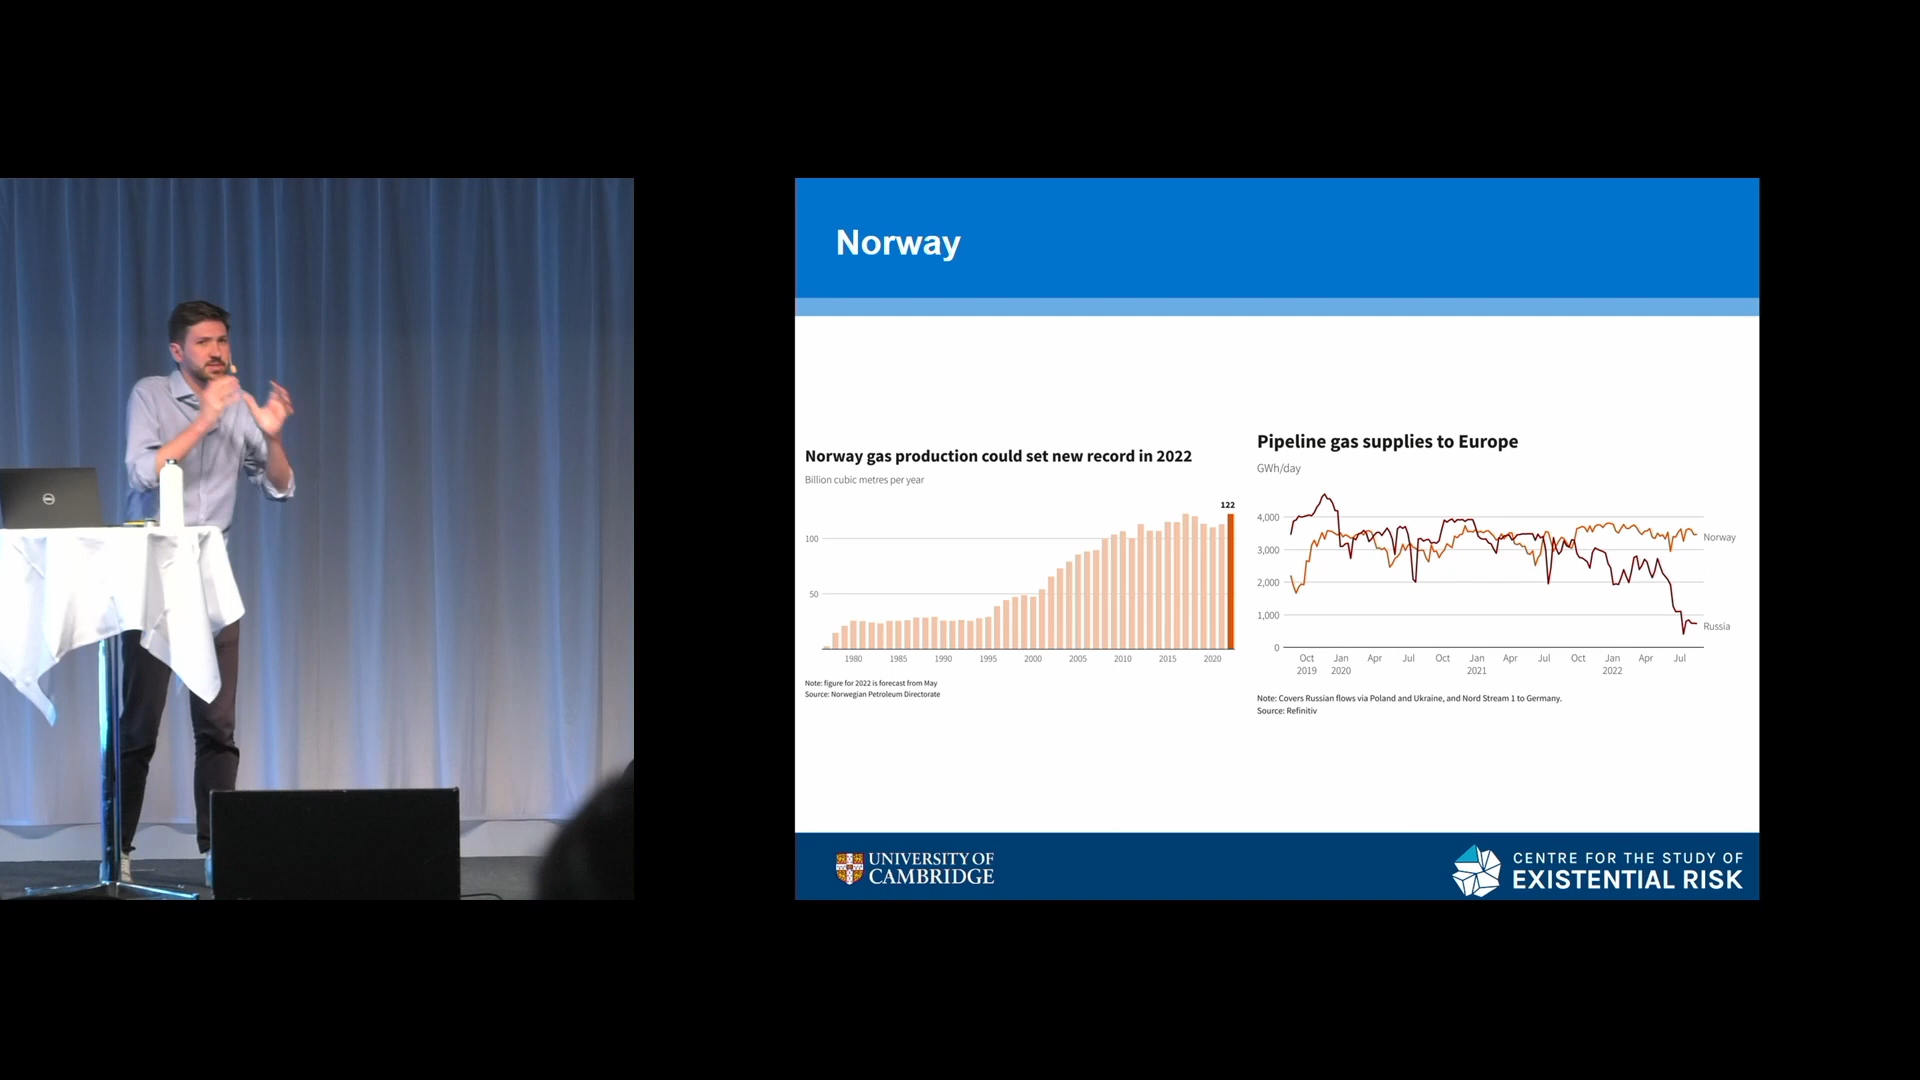 Norway
Norway gas production could set new record in 2022
Billion cubic metres per year
122
100
50
1980 1985 1990 1995 2000 2005 2010 2015 2020
Note: figure for 2022 is forecast from May
Source: Norwegian Petroleum Directorate
Pipeline gas supplies to Europe
GWh/day
4,000
3,000
2,000
1,000
0
Norway
Russia
Oct Jan Apr Jul Oct Jan Apr Jul Oct Jan Apr Jul
2019 2020 2021 2022
Note: Covers Russian flows via Poland and Ukraine, and Nord Stream 1 to Germany.
Source: Refinitiv
UNIVERSITY OF
CAMBRIDGE
CENTRE FOR THE STUDY OF
EXISTENTIAL RISK